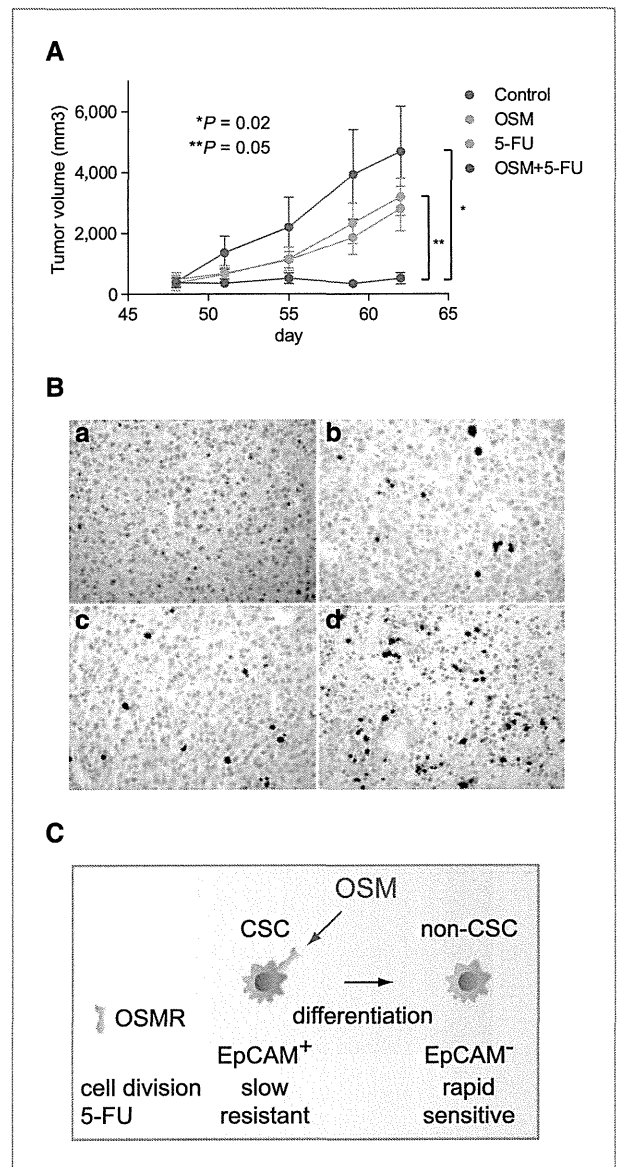 A
Tumor volume (mm3)
6,000
4,000
2,000
0
*P = 0.02
**P = 0.05
Control
OSM
5-FU
OSM+5-FU
*
**
45 50 55 60 65
day
B
a
b
c
d
C
OSM
CSC non-CSC
OSMR
differentiation
EpCAM+ EpCAM-
cell division slow rapid
5-FU resistant sensitive